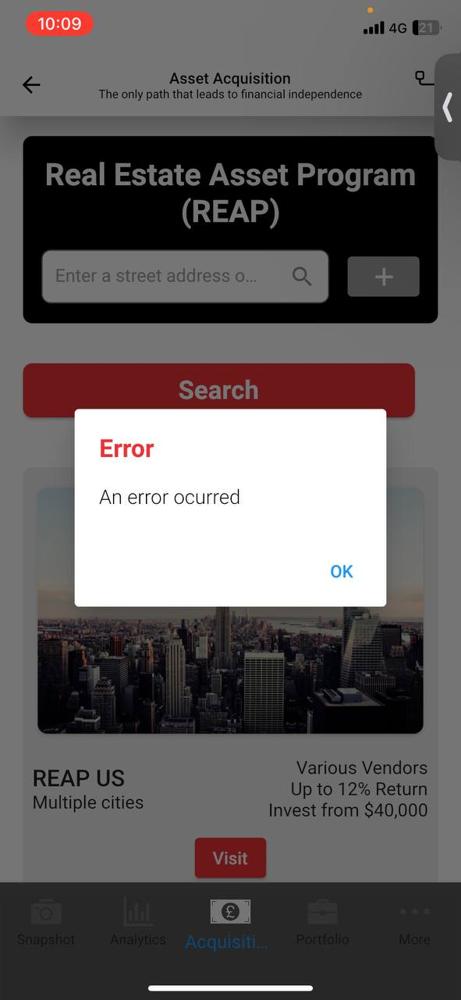 10:09
4G 21
Asset Acquisition
The only path that leads to financial independence
Real Estate Asset Program
(REAP)
Enter a street address o...
+
Search
Error
An error ocurred
OK
REAP US
Multiple cities
Various Vendors
Up to 12% Return
Invest from $40,000
Visit
£
Snapshot Analytics Acquisiti... Portfolio More